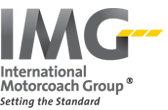 IMG
International
Motorcoach Group®
Setting the Standard